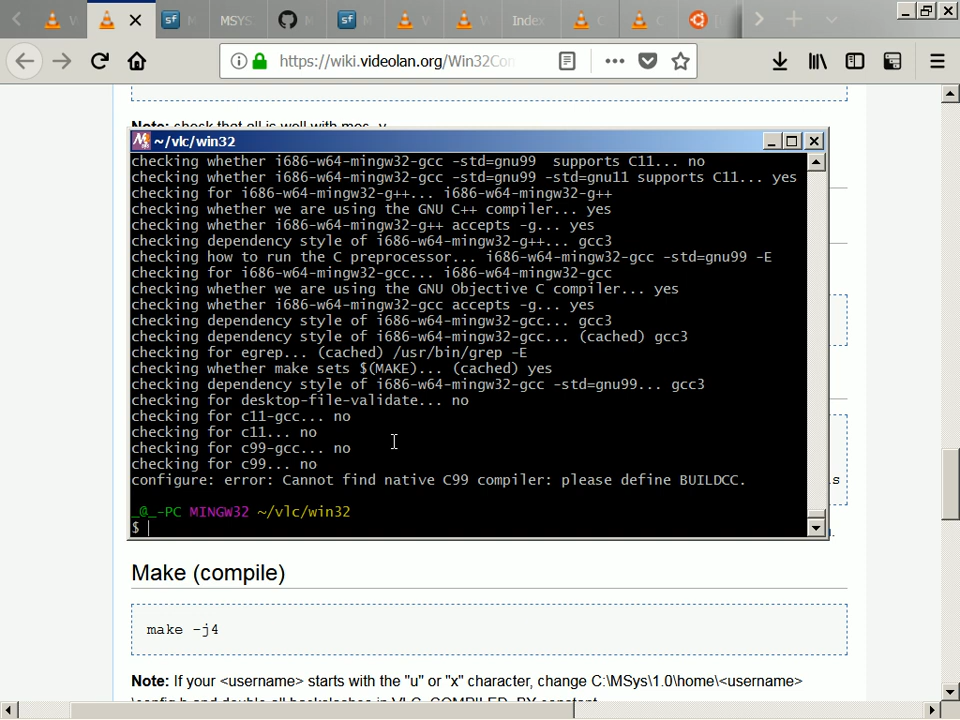 MSYS
Index
https://wiki.videolan.org/Win32Co
~/vlc/win32
checking whether i686-w64-mingw32-gcc -std=gnu99  supports C11... no
checking whether i686-w64-mingw32-gcc -std=gnu99 -std=gnu11 supports C11... yes
checking for i686-w64-mingw32-g++... i686-w64-mingw32-g++
checking whether we are using the GNU C++ compiler... yes
checking whether i686-w64-mingw32-g++ accepts -g... yes
checking dependency style of i686-w64-mingw32-g++... gcc3
checking how to run the C preprocessor... i686-w64-mingw32-gcc -std=gnu99 -E
checking for i686-w64-mingw32-gcc... i686-w64-mingw32-gcc
checking whether we are using the GNU Objective C compiler... yes
checking whether i686-w64-mingw32-gcc accepts -g... yes
checking dependency style of i686-w64-mingw32-gcc... gcc3
checking dependency style of i686-w64-mingw32-gcc... (cached) gcc3
checking for egrep... (cached) /usr/bin/grep -E
checking whether make sets $(MAKE)... (cached) yes
checking dependency style of i686-w64-mingw32-gcc -std=gnu99... gcc3
checking for desktop-file-validate... no
checking for c11-gcc... no
checking for c11... no
checking for c99-gcc... no
checking for c99... no
configure: error: Cannot find native C99 compiler: please define BUILDCC.
_@_-PC MINGW32 ~/vlc/win32
$
Make (compile)
make -j4
Note: If your <username> starts with the "u" or "x" character, change C:\MSys\1.0\home\<username>